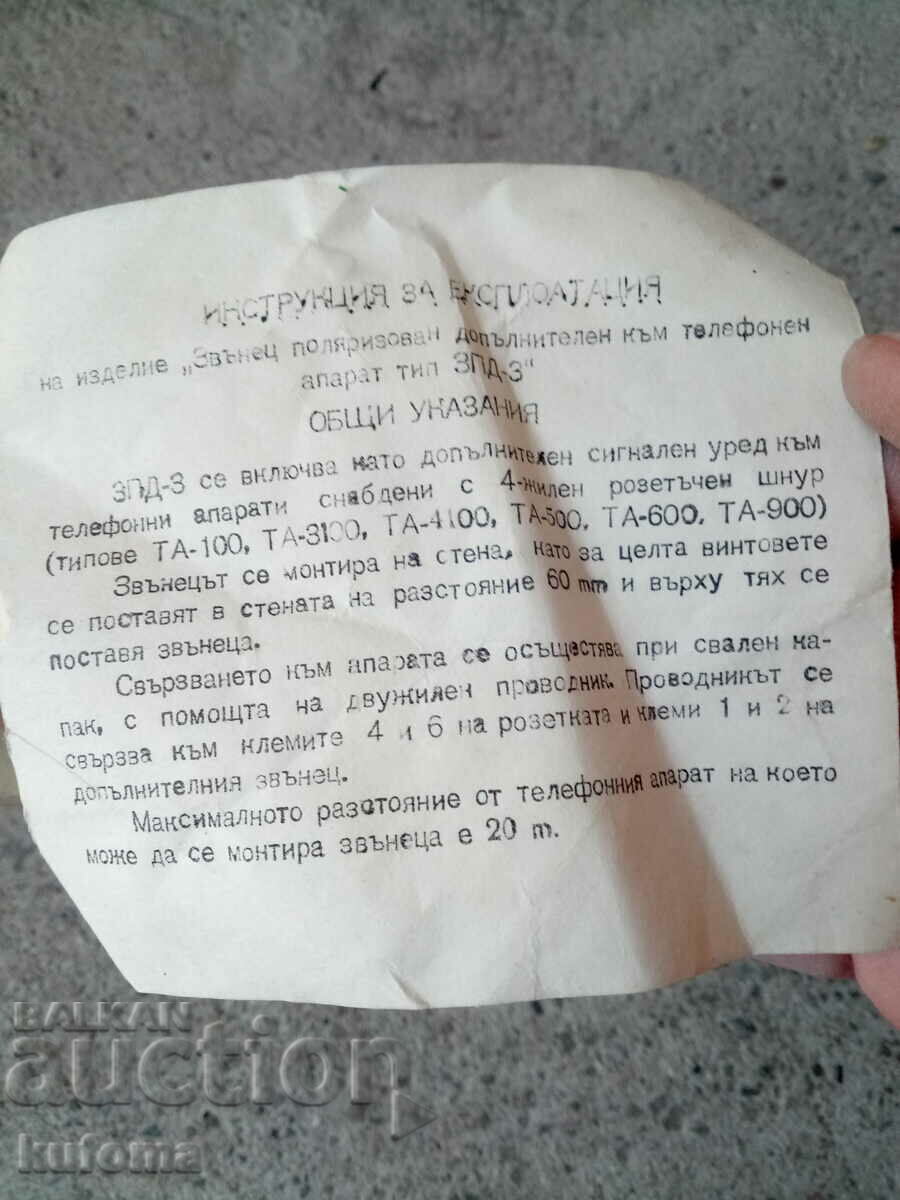 ИНСТРУКЦИЯ ЗА ЕКСПЛОАТАЦИЯ
на изделие „Звънец поляризован допълнителен към телефонен
апарат тип ЗПД-3“
ОБЩИ УКАЗАНИЯ
ЗПД-3 се включва като допълнителен сигнален уред към
телефонни апарати снабдени с 4-жилен розетъчен шнур
(типове ТА-100, ТА-3100, ТА-4100, ТА-500, ТА-600, ТА-900)
Звънецът се монтира на стена, като за целта винтовете
се поставят в стената на разстояние 60 mm и върху тях се
поставя звънеца.
Свързването към апарата се осъществява при свален ка-
пак, с помощта на двужилен проводник. Проводникът се
свързва към клемите 4 и 6 на розетката и клеми 1 и 2 на
допълнителния звънец.
Максималното разстояние от телефонния апарат на което
може да се монтира звънеца е 20 m.
BALKAN
auction
kufoma